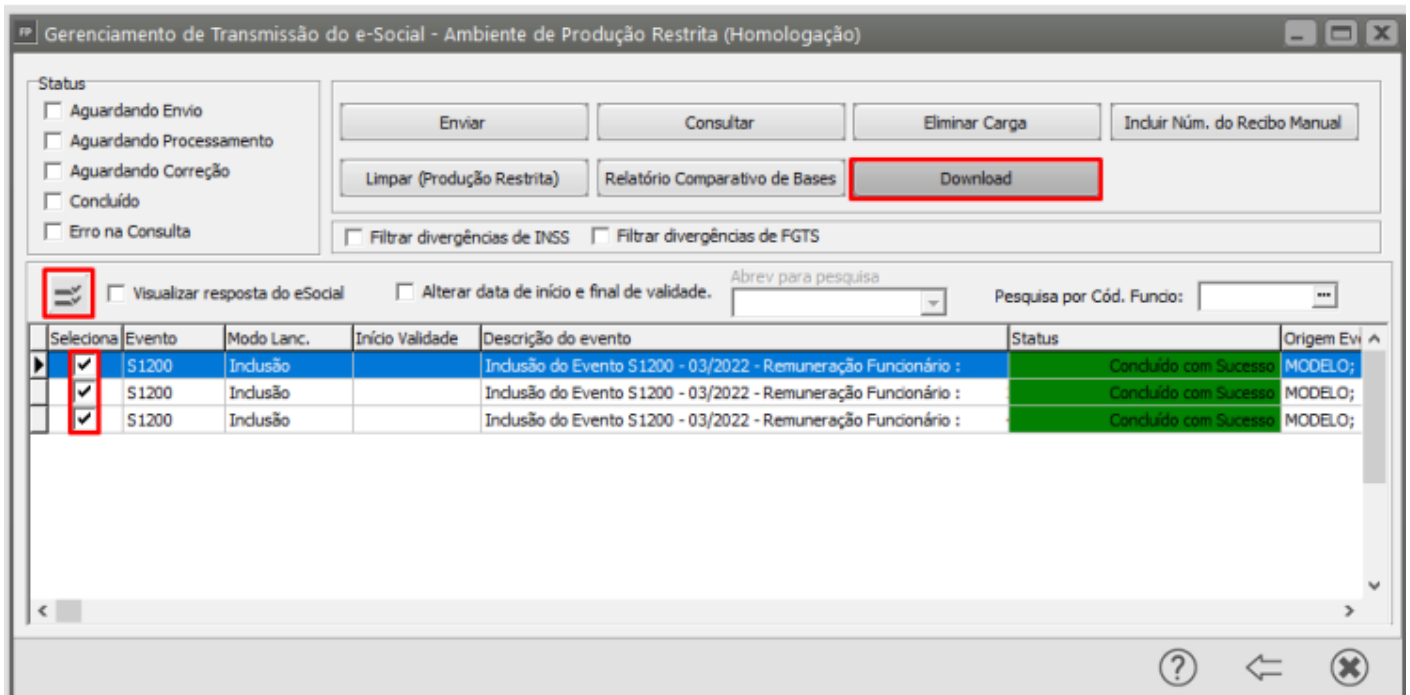 FP Gerenciamento de Transmissão do e-Social - Ambiente de Produção Restrita (Homologação)
Status
Aguardando Envio
Aguardando Processamento
Aguardando Correção
Concluído
Erro na Consulta
Enviar Consultar Eliminar Carga Incluir Núm. do Recibo Manual
Limpar (Produção Restrita) Relatório Comparativo de Bases Download
Filtrar divergências de INSS Filtrar divergências de FGTS
Visualizar resposta do eSocial Alterar data de início e final de validade. Abrev para pesquisa Pesquisa por Cód. Funcio: ...
Seleciona Evento Modo Lanc. Início Validade Descrição do evento Status Origem Ev
S1200 Inclusão Inclusão do Evento S1200 - 03/2022 - Remuneração Funcionário : Concluído com Sucesso MODELO;
S1200 Inclusão Inclusão do Evento S1200 - 03/2022 - Remuneração Funcionário : Concluído com Sucesso MODELO;
S1200 Inclusão Inclusão do Evento S1200 - 03/2022 - Remuneração Funcionário : Concluído com Sucesso MODELO;
?